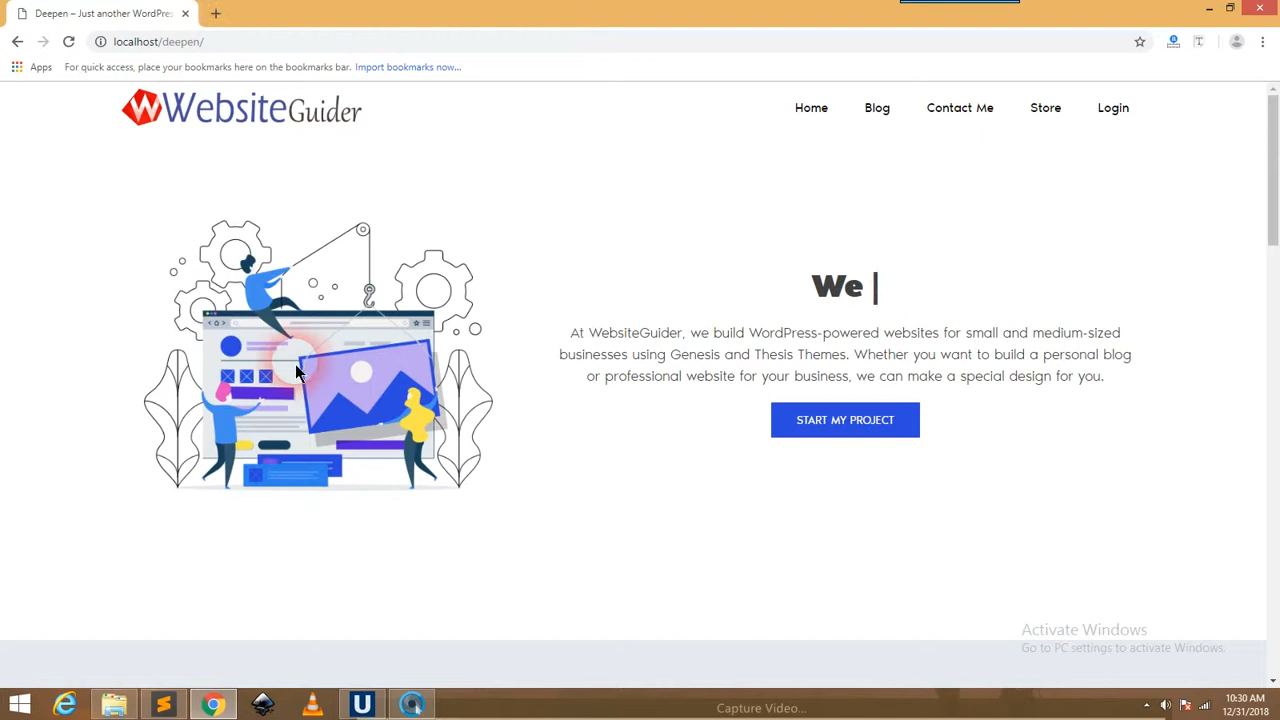 Deepen – Just another WordPres
localhost/deepen/
Apps For quick access, place your bookmarks here on the bookmarks bar. Import bookmarks now...
WebsiteGuider
Home Blog Contact Me Store Login
We |
At WebsiteGuider, we build WordPress-powered websites for small and medium-sized
businesses using Genesis and Thesis Themes. Whether you want to build a personal blog
or professional website for your business, we can make a special design for you.
START MY PROJECT
Activate Windows
Go to PC settings to activate Windows.
Capture Video...
10:30 AM
12/31/2018